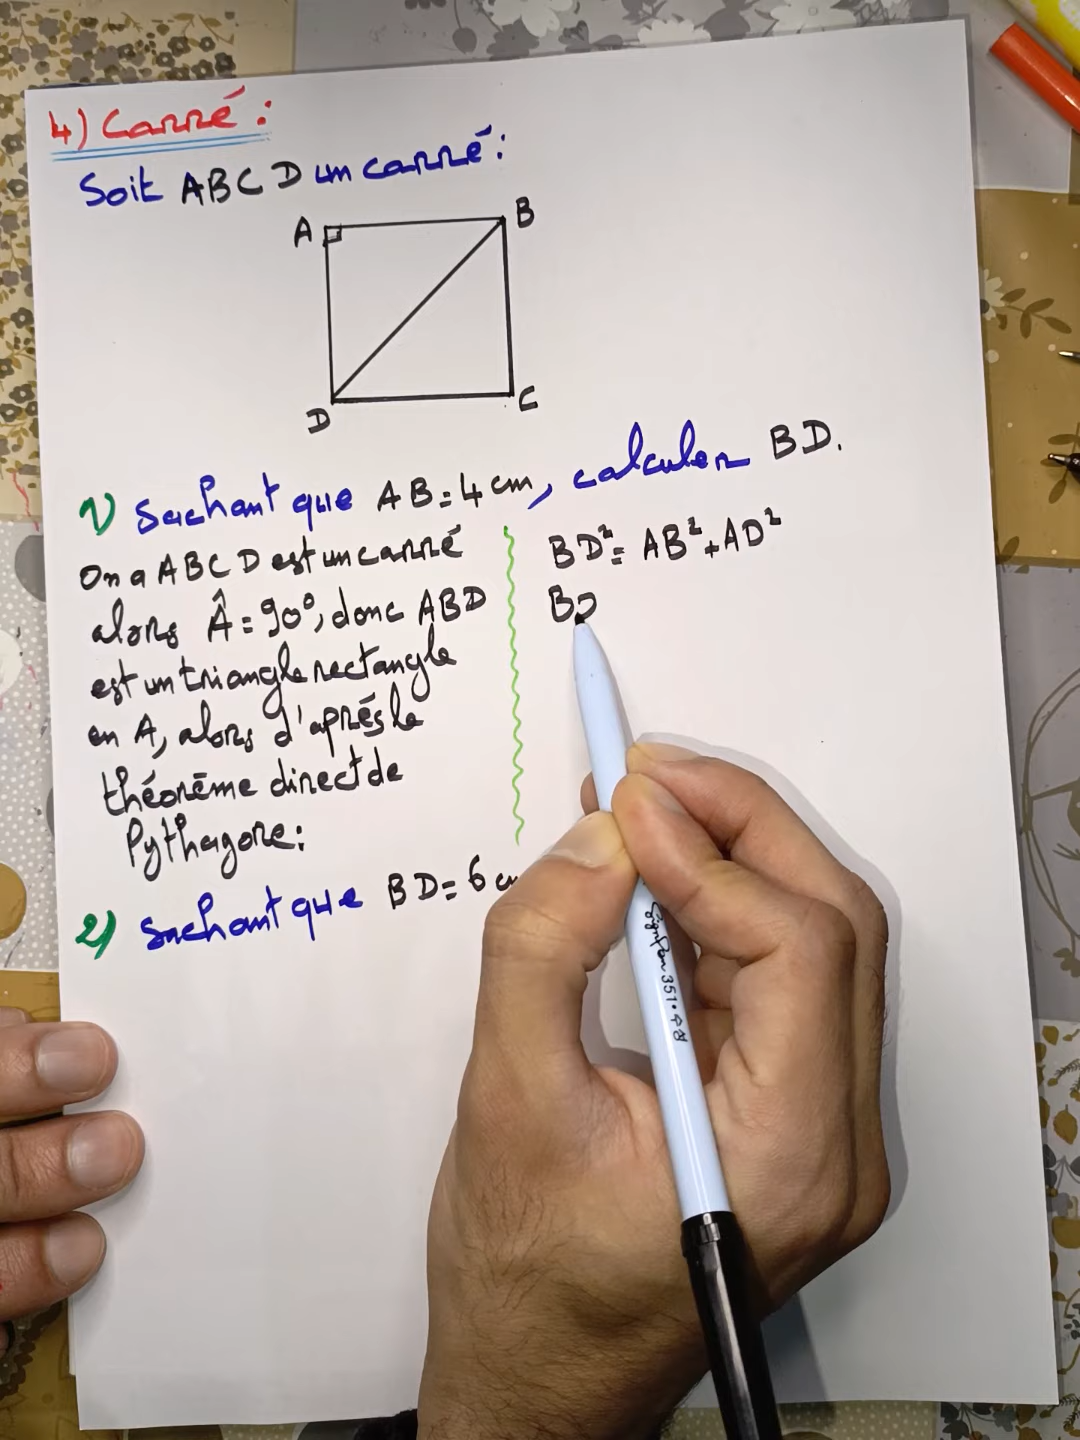 4) Carré :
Soit ABCD un carré :
A
B
D
C
1) Sachant que AB = 4 cm, calculer BD.
On a ABCD est un carré
alors Â = 90°, donc ABD
est un triangle rectangle
en A, alors d'après le
théorème direct de
Pythagore :
BD² = AB² + AD²
BD
2) Sachant que BD = 6 c